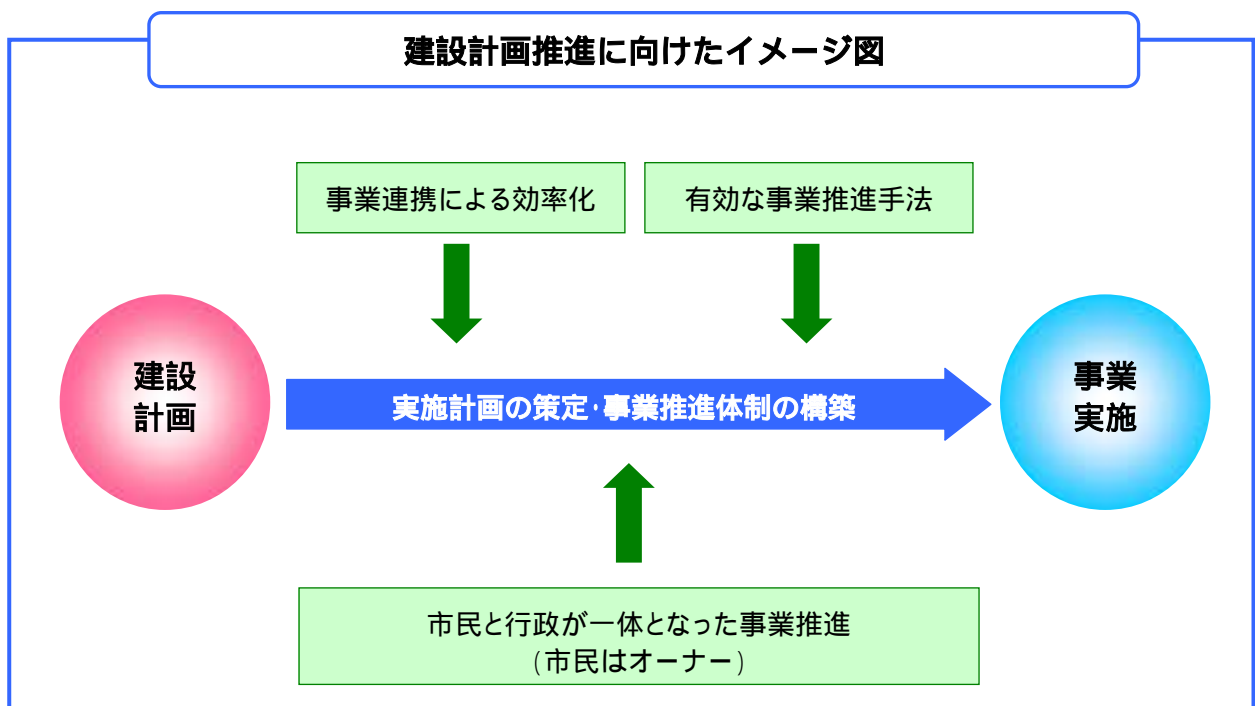 建設計画推進に向けたイメージ図
事業連携による効率化
有効な事業推進手法
建設
計画
実施計画の策定・事業推進体制の構築
事業
実施
市民と行政が一体となった事業推進
(市民はオーナー)